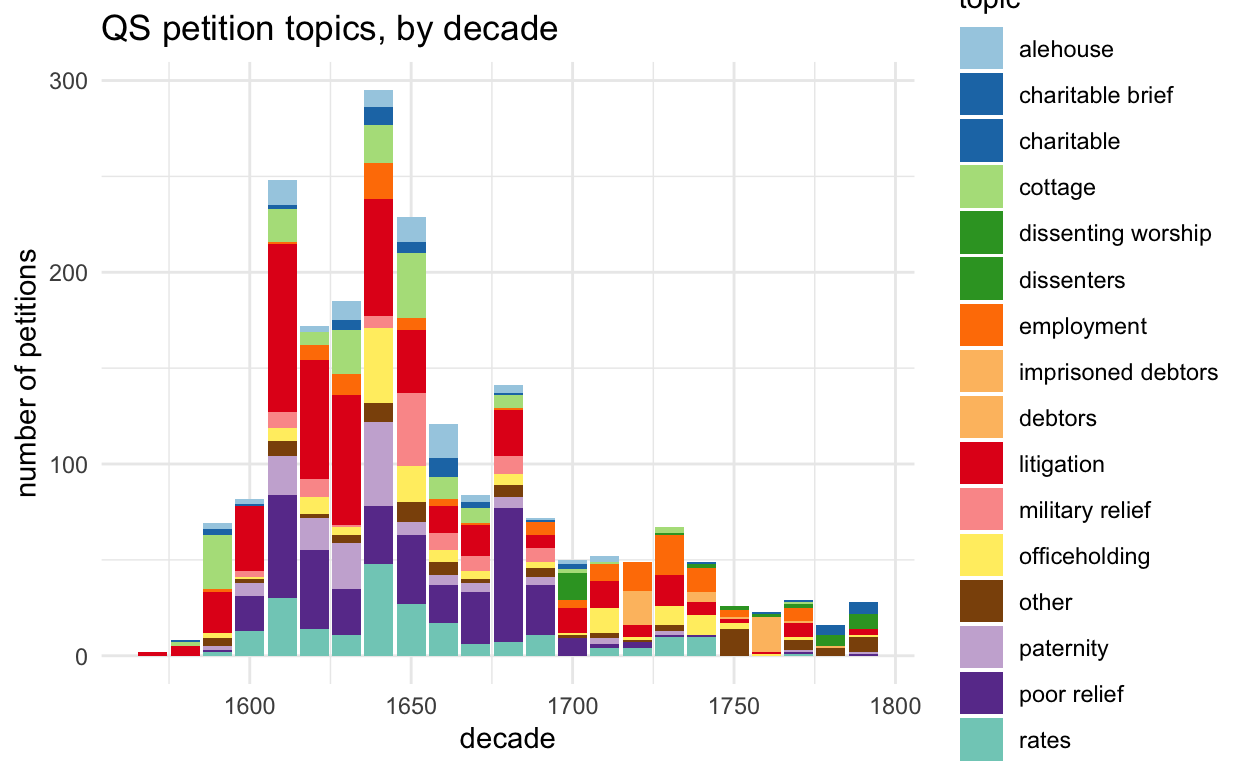 QS petition topics, by decade
topic
alehouse
charitable brief
charitable
cottage
dissenting worship
dissenters
employment
imprisoned debtors
debtors
litigation
military relief
officeholding
other
paternity
poor relief
rates
number of petitions
300
200
100
0
1600
1650
1700
1750
1800
decade